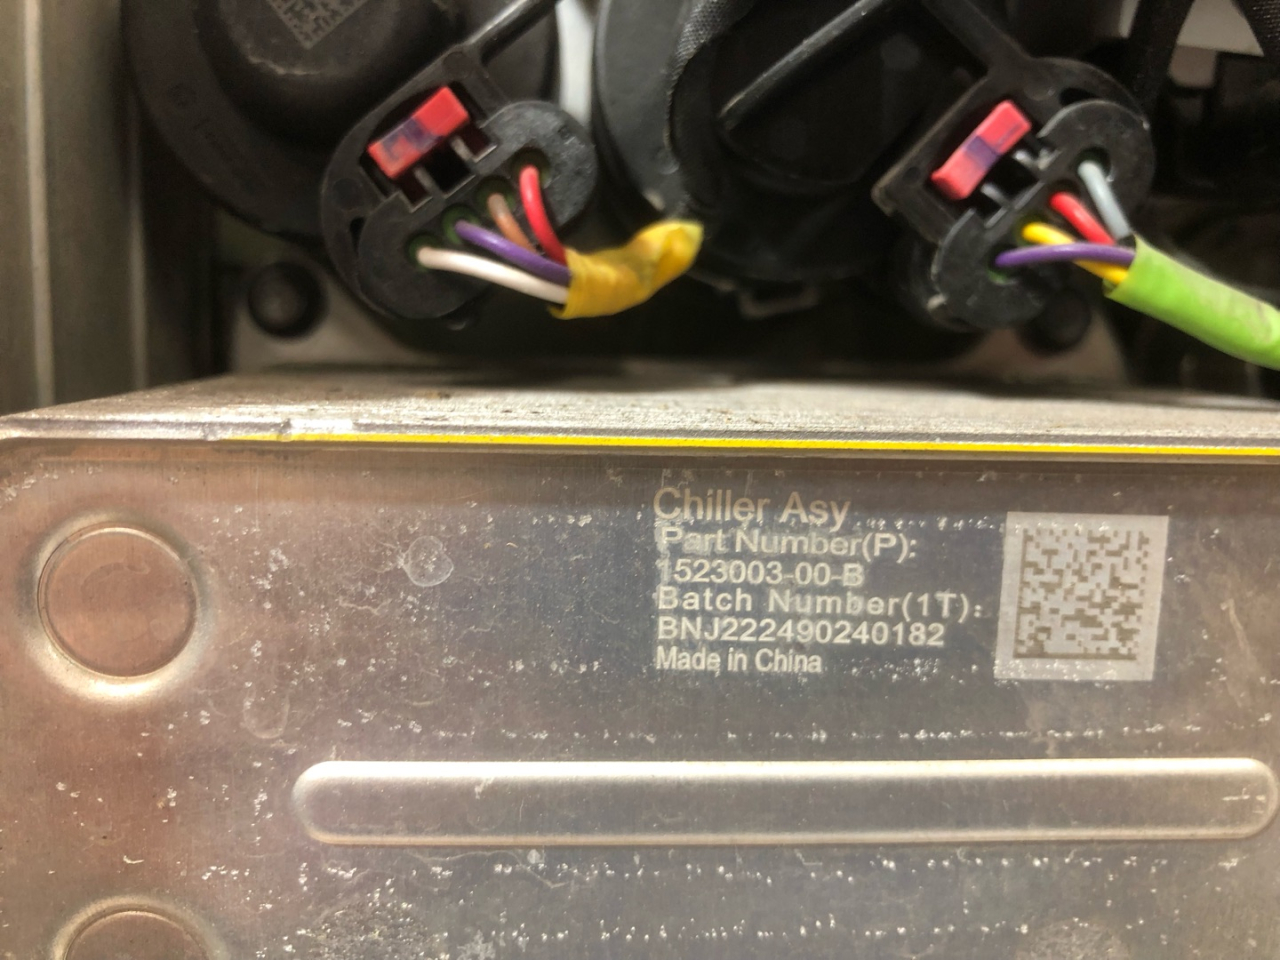 Chiller Asy
Part Number(P):
1523003-00-B
Batch Number(1T):
BNJ222490240182
Made in China